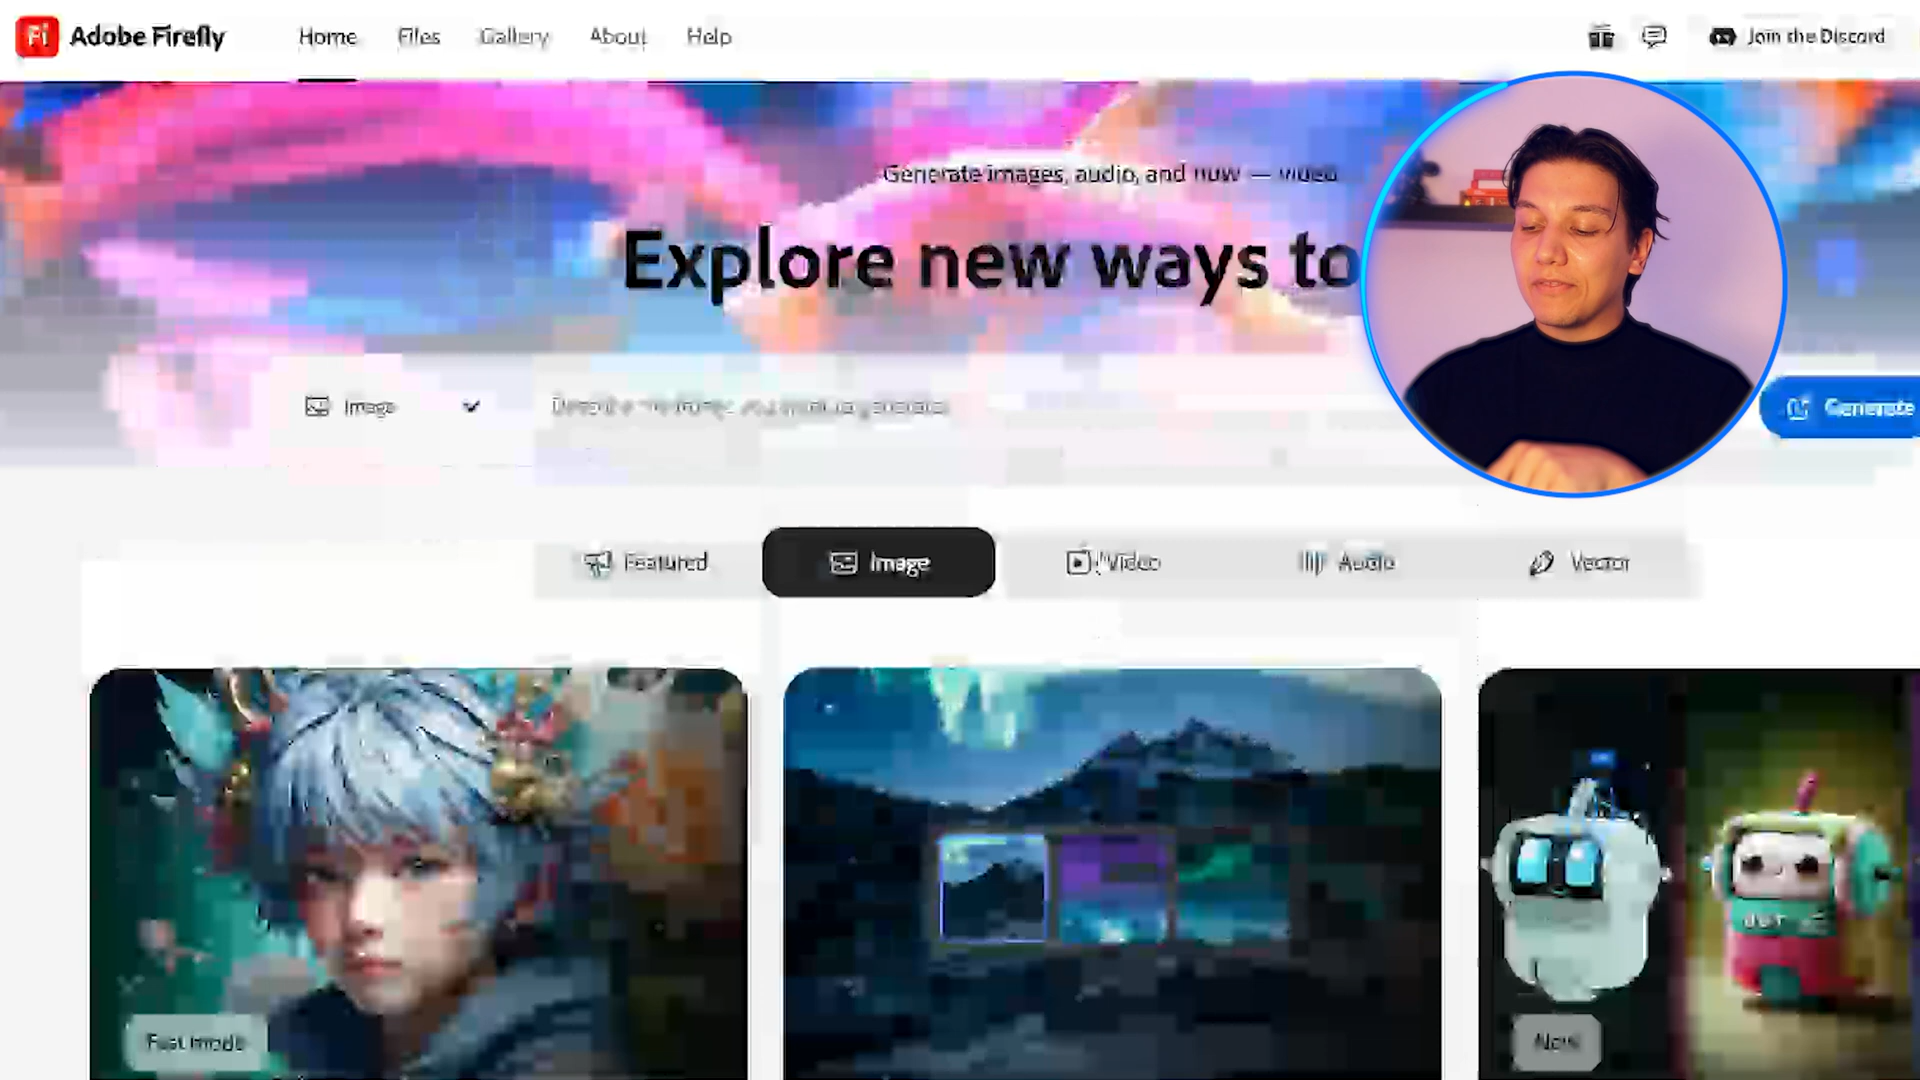 Fi Adobe Firefly Home Files Gallery About Help Join the Discord
Generate images, audio, and now — video
Explore new ways to
Image Generate
Featured Image Video Audio Vector
Fast mode
New